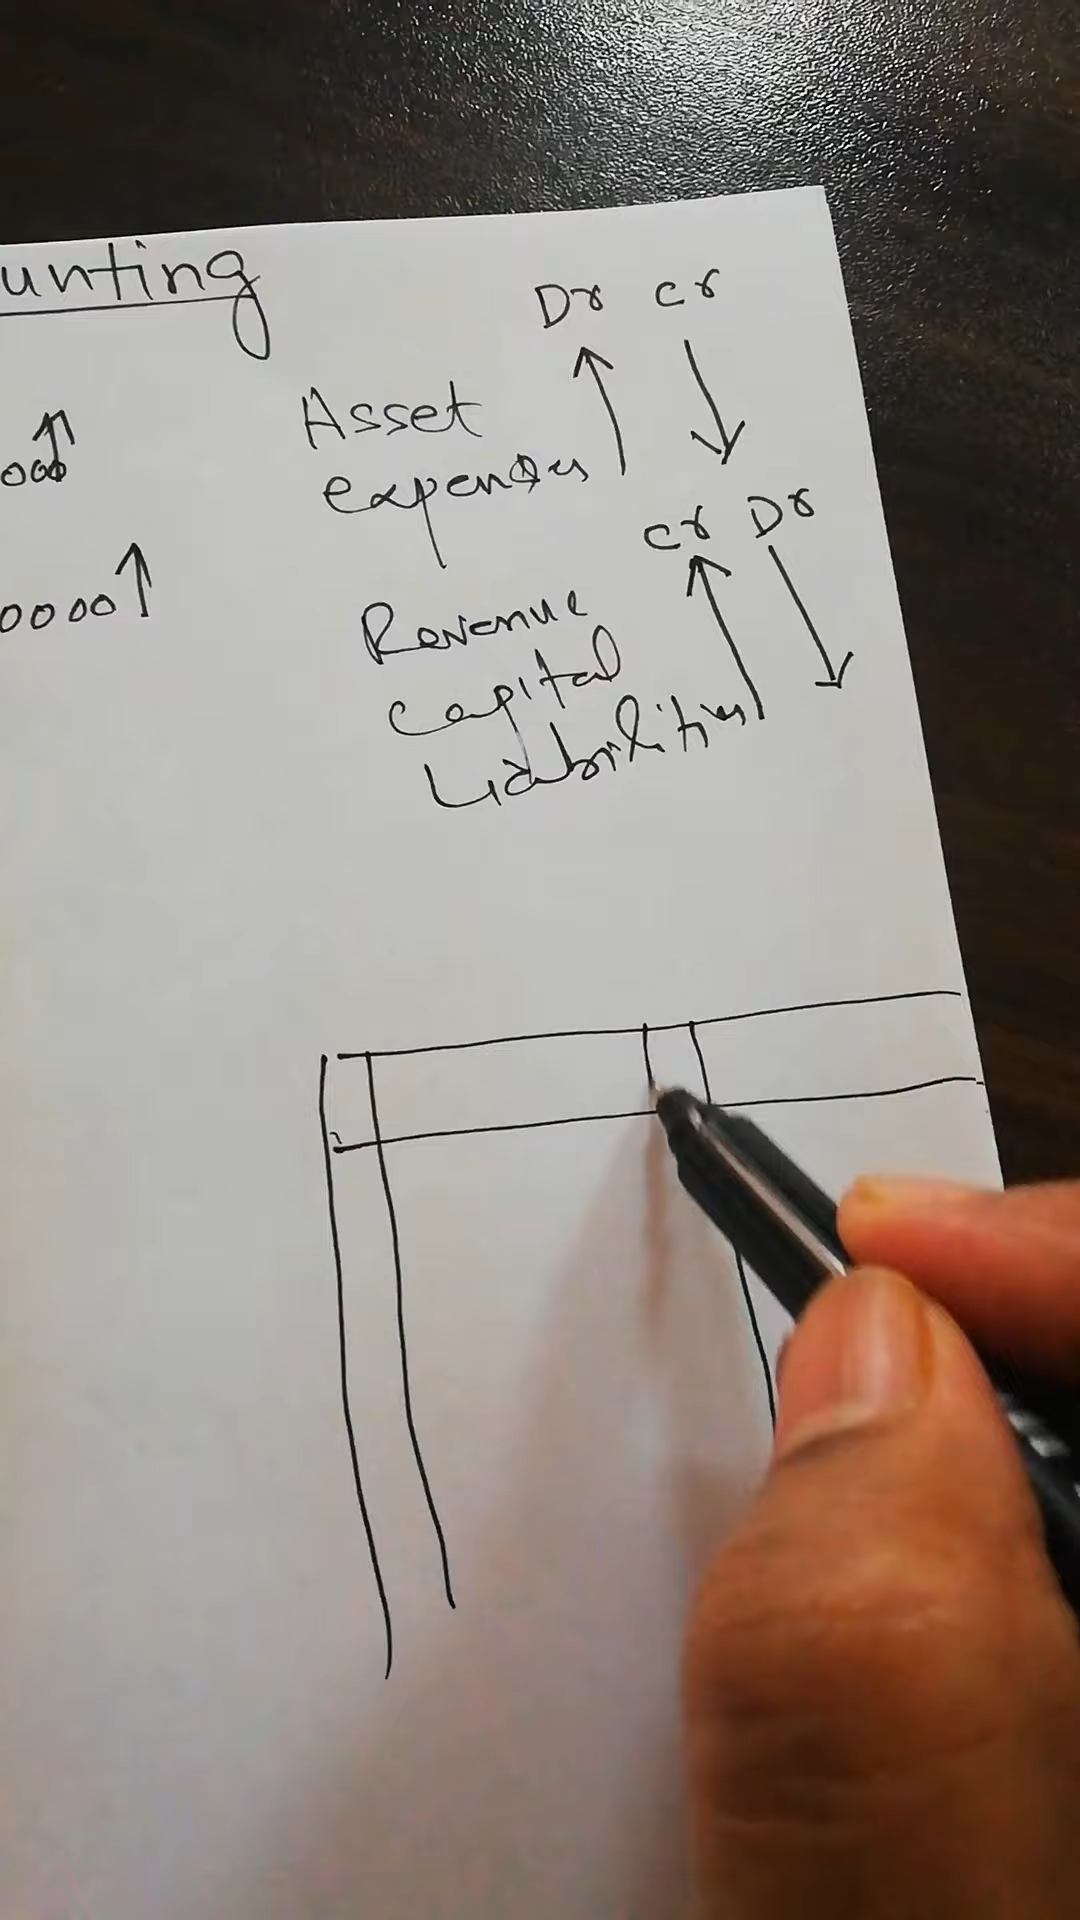 unting
Dr cr
000↑
Asset
expenses
cr Dr
0000↑
Revenue
capital
Liabilities